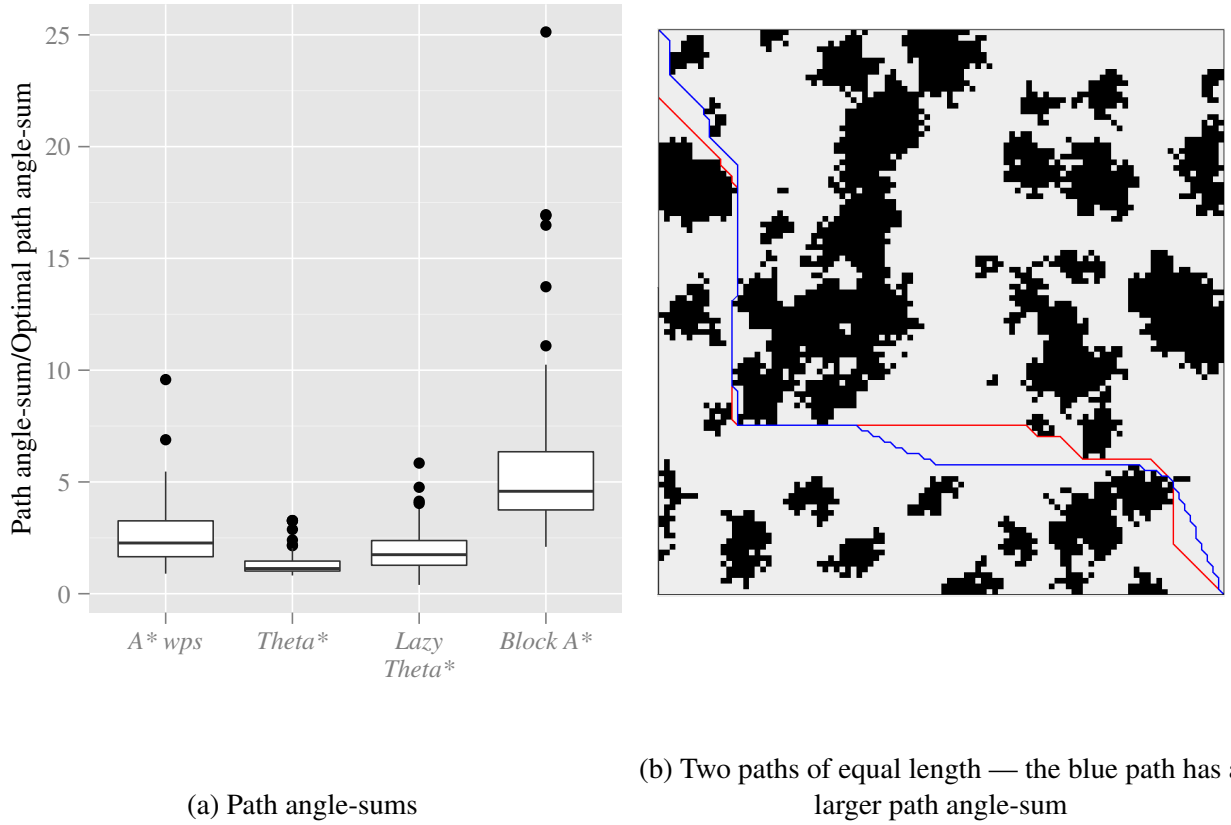 Path angle-sum/Optimal path angle-sum
25
20
15
10
5
0
A* wps
Theta*
Lazy
Theta*
Block A*
(a) Path angle-sums
(b) Two paths of equal length — the blue path has a
larger path angle-sum